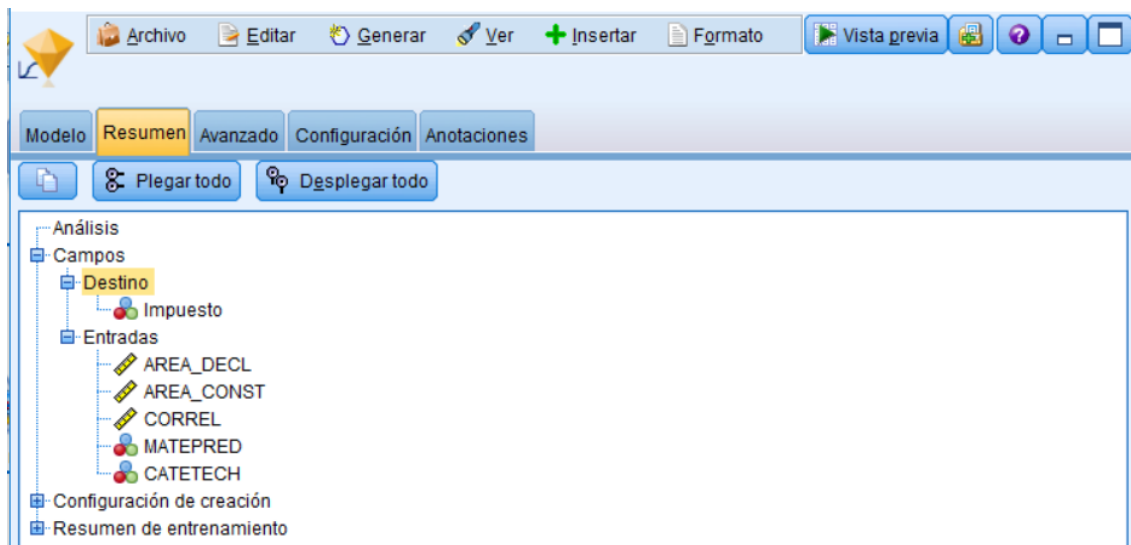 Archivo Editar Generar Ver Insertar Formato Vista previa
Modelo Resumen Avanzado Configuración Anotaciones
Plegar todo Desplegar todo
Análisis
Campos
Destino
Impuesto
Entradas
AREA_DECL
AREA_CONST
CORREL
MATEPRED
CATETECH
Configuración de creación
Resumen de entrenamiento